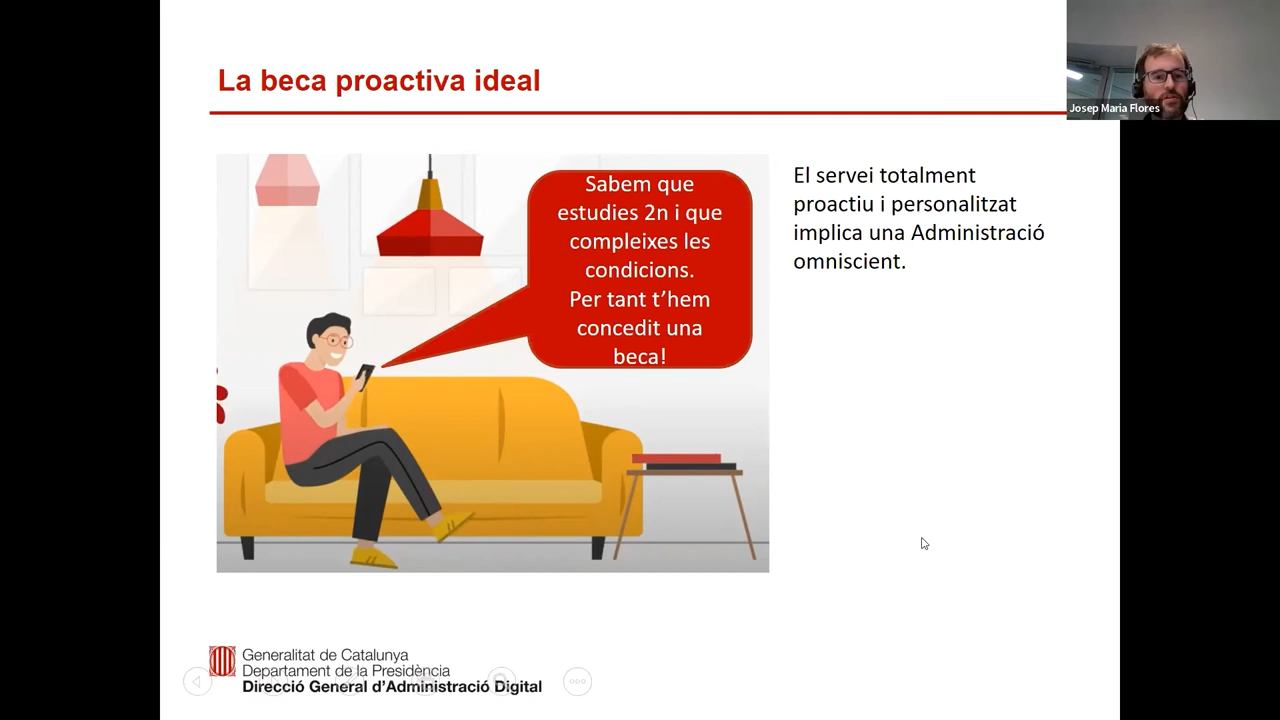 La beca proactiva ideal
Josep Maria Flores
Sabem que
estudies 2n i que
compleixes les
condicions.
Per tant t’hem
concedit una
beca!
El servei totalment
proactiu i personalitzat
implica una Administració
omniscient.
Generalitat de Catalunya
Departament de la Presidència
Direcció General d’Administració Digital